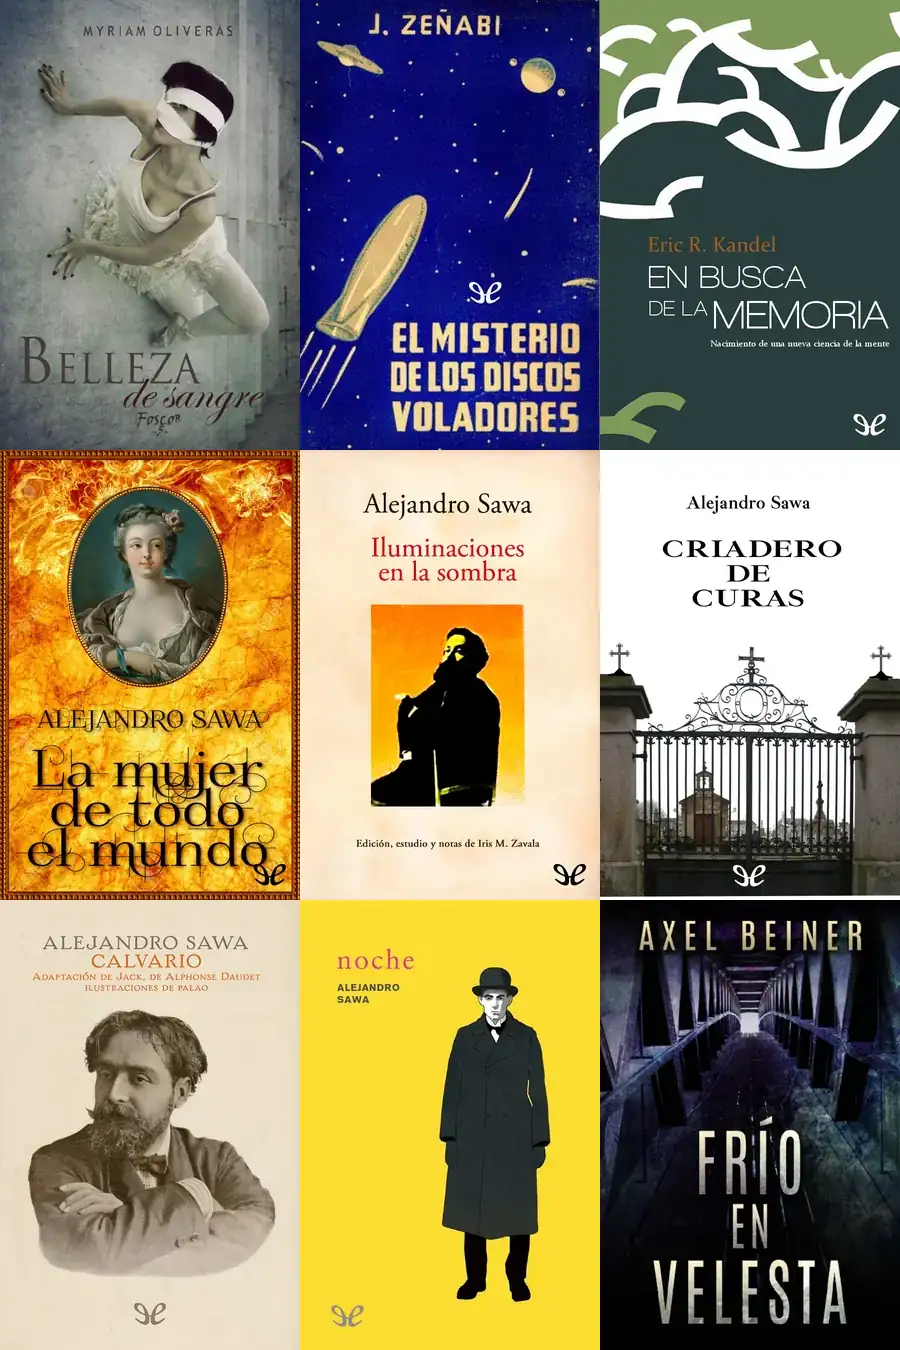 MYRIAM OLIVERAS
BELLEZA
de sangre
FOSCOR
J. ZEÑABI
EL MISTERIO
DE LOS DISCOS
VOLADORES
Eric R. Kandel
EN BUSCA
DE LA MEMORIA
Nacimiento de una nueva ciencia de la mente
ALEJANDRO SAWA
La mujer
de todo
el mundo
Alejandro Sawa
Iluminaciones
en la sombra
Edición, estudio y notas de Iris M. Zavala
Alejandro Sawa
CRIADERO
DE
CURAS
ALEJANDRO SAWA
CALVARIO
ADAPTACIÓN DE JACK, DE ALPHONSE DAUDET
ILUSTRACIONES DE PALAO
noche
ALEJANDRO
SAWA
AXEL BEINER
FRÍO
EN
VELESTA